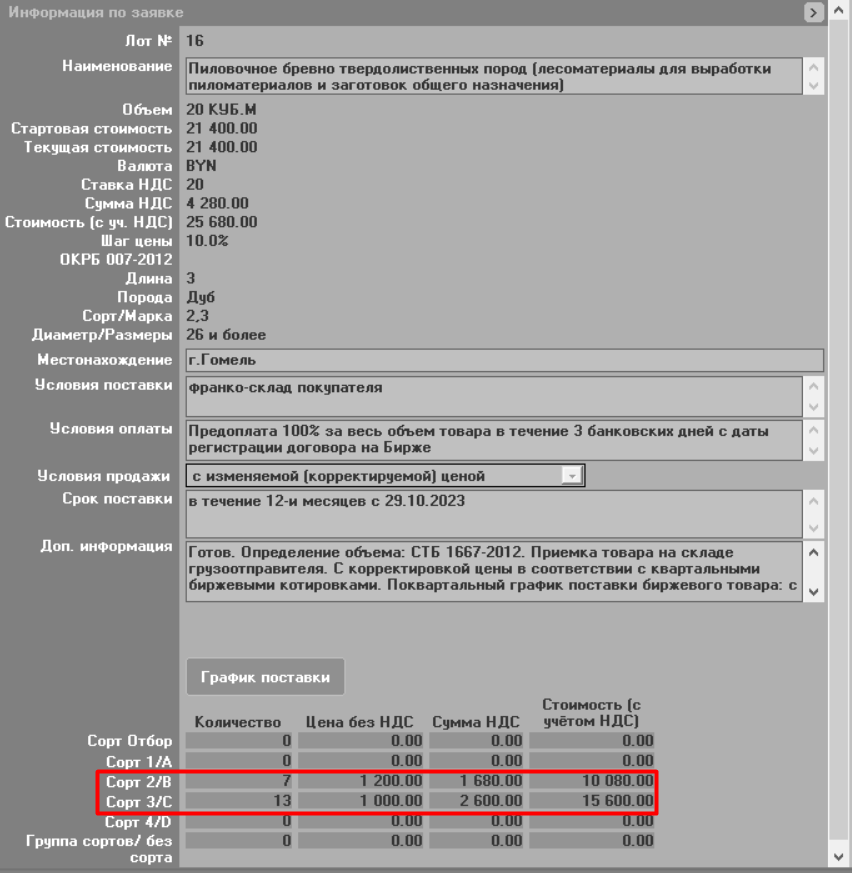 Информация по заявке
Лот № 16
Наименование Пиловочное бревно твердолиственных пород (лесоматериалы для выработки
пиломатериалов и заготовок общего назначения)
Объем 20 КУБ.М
Стартовая стоимость 21 400.00
Текущая стоимость 21 400.00
Валюта BYN
Ставка НДС 20
Сумма НДС 4 280.00
Стоимость (с уч. НДС) 25 680.00
Шаг цены 10.0%
ОКРБ 007-2012
Длина 3
Порода Дуб
Сорт/Марка 2,3
Диаметр/Размеры 26 и более
Местонахождение г.Гомель
Условия поставки франко-склад покупателя
Условия оплаты Предоплата 100% за весь объем товара в течение 3 банковских дней с даты
регистрации договора на Бирже
Условия продажи с изменяемой (корректируемой) ценой
Срок поставки в течение 12-и месяцев с 29.10.2023
Доп. информация Готов. Определение объема: СТБ 1667-2012. Приемка товара на складе
грузоотправителя. С корректировкой цены в соответствии с квартальными
биржевыми котировками. Поквартальный график поставки биржевого товара: с
График поставки
Количество Цена без НДС Сумма НДС Стоимость (с
учётом НДС)
Сорт Отбор 0 0.00 0.00 0.00
Сорт 1/A 0 0.00 0.00 0.00
Сорт 2/B 7 1 200.00 1 680.00 10 080.00
Сорт 3/C 13 1 000.00 2 600.00 15 600.00
Сорт 4/D 0 0.00 0.00 0.00
Группа сортов/ без 0 0.00 0.00 0.00
сорта